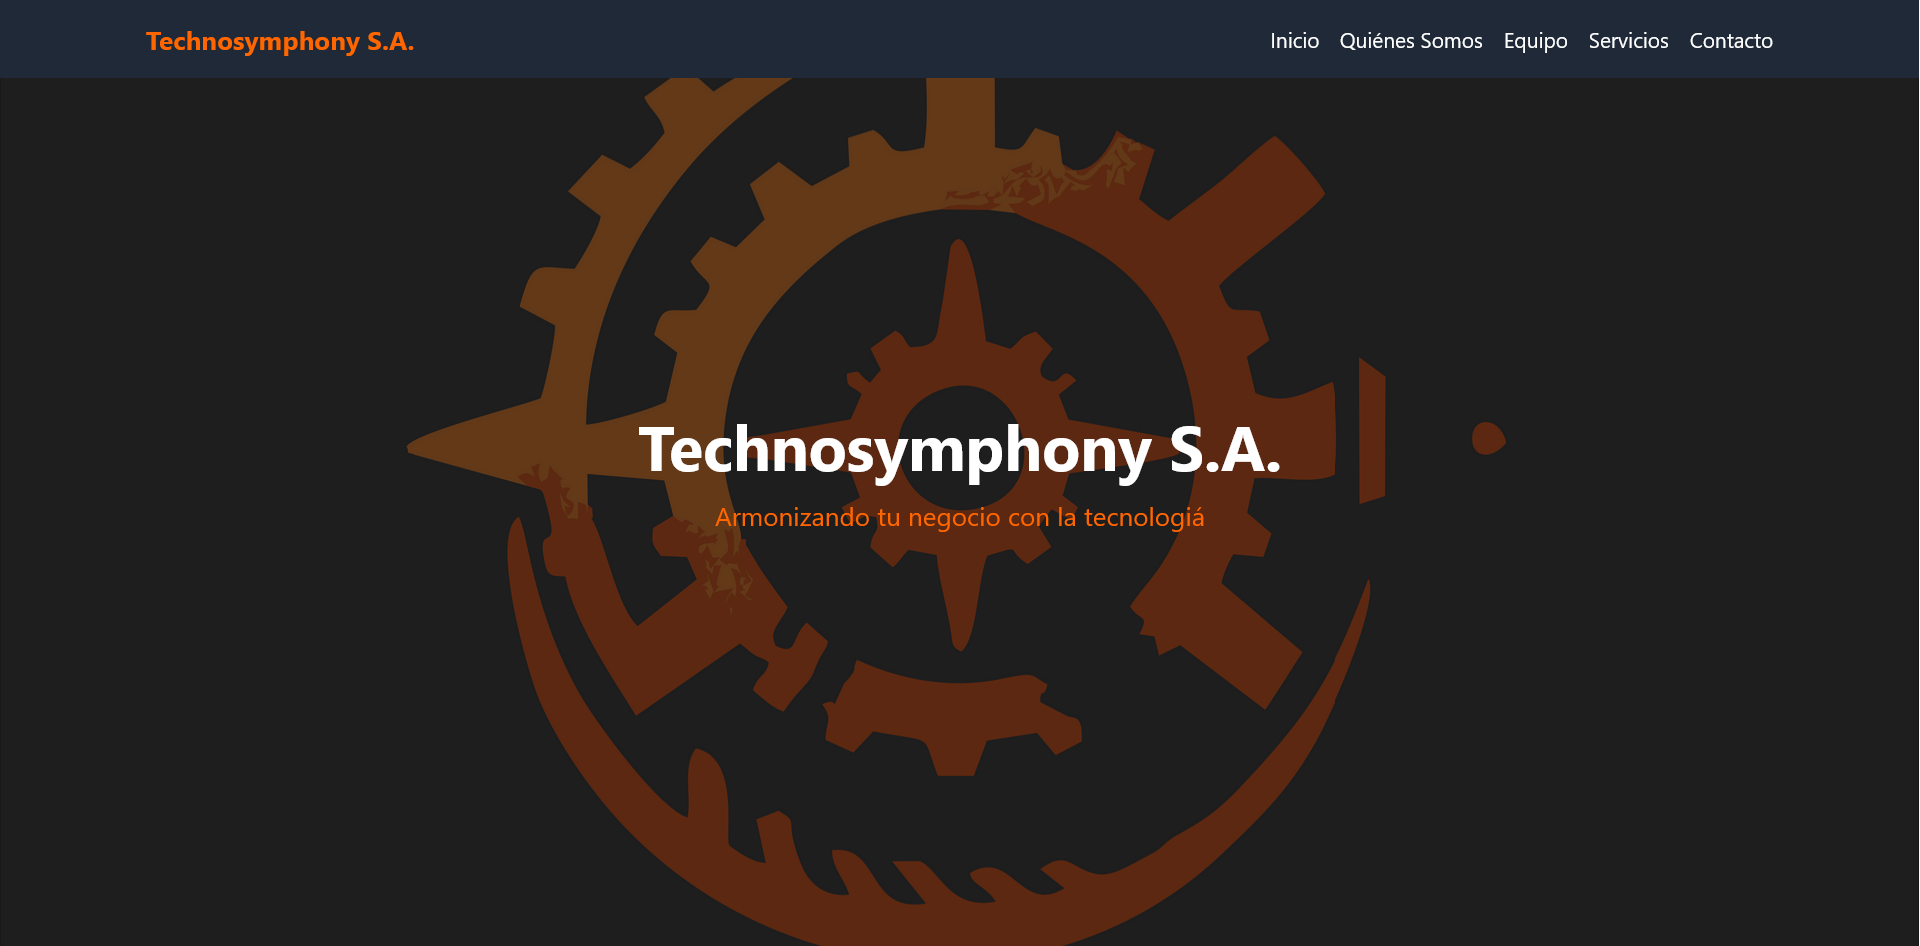 Technosymphony S.A.
Inicio Quiénes Somos Equipo Servicios Contacto
Technosymphony S.A.
Armonizando tu negocio con la tecnologiá